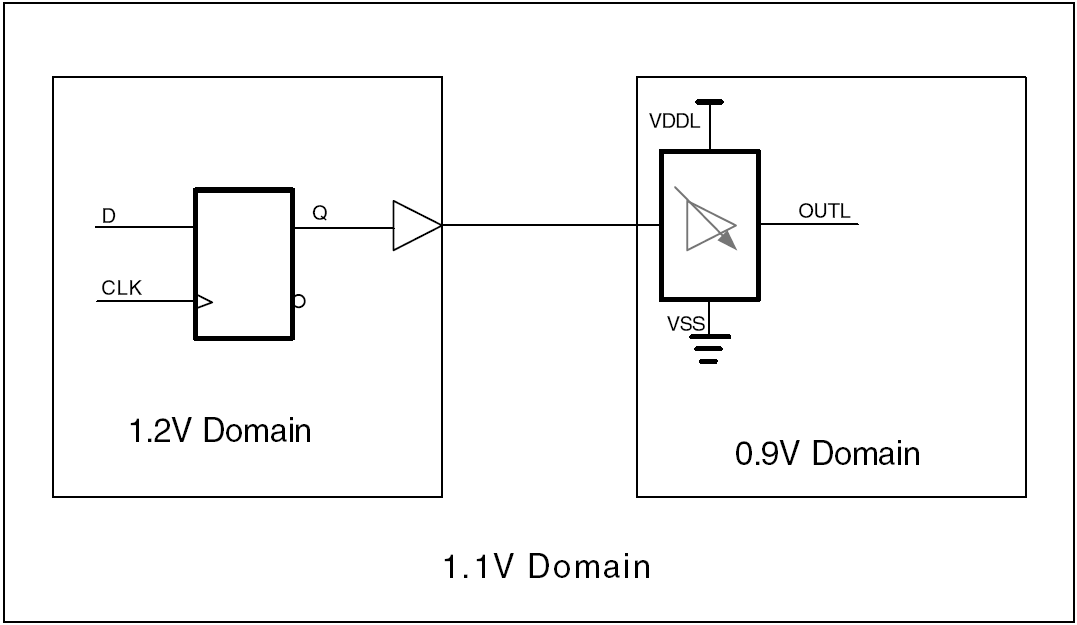 VDDL
D
Q
OUTL
CLK
VSS
1.2V Domain
0.9V Domain
1.1V Domain